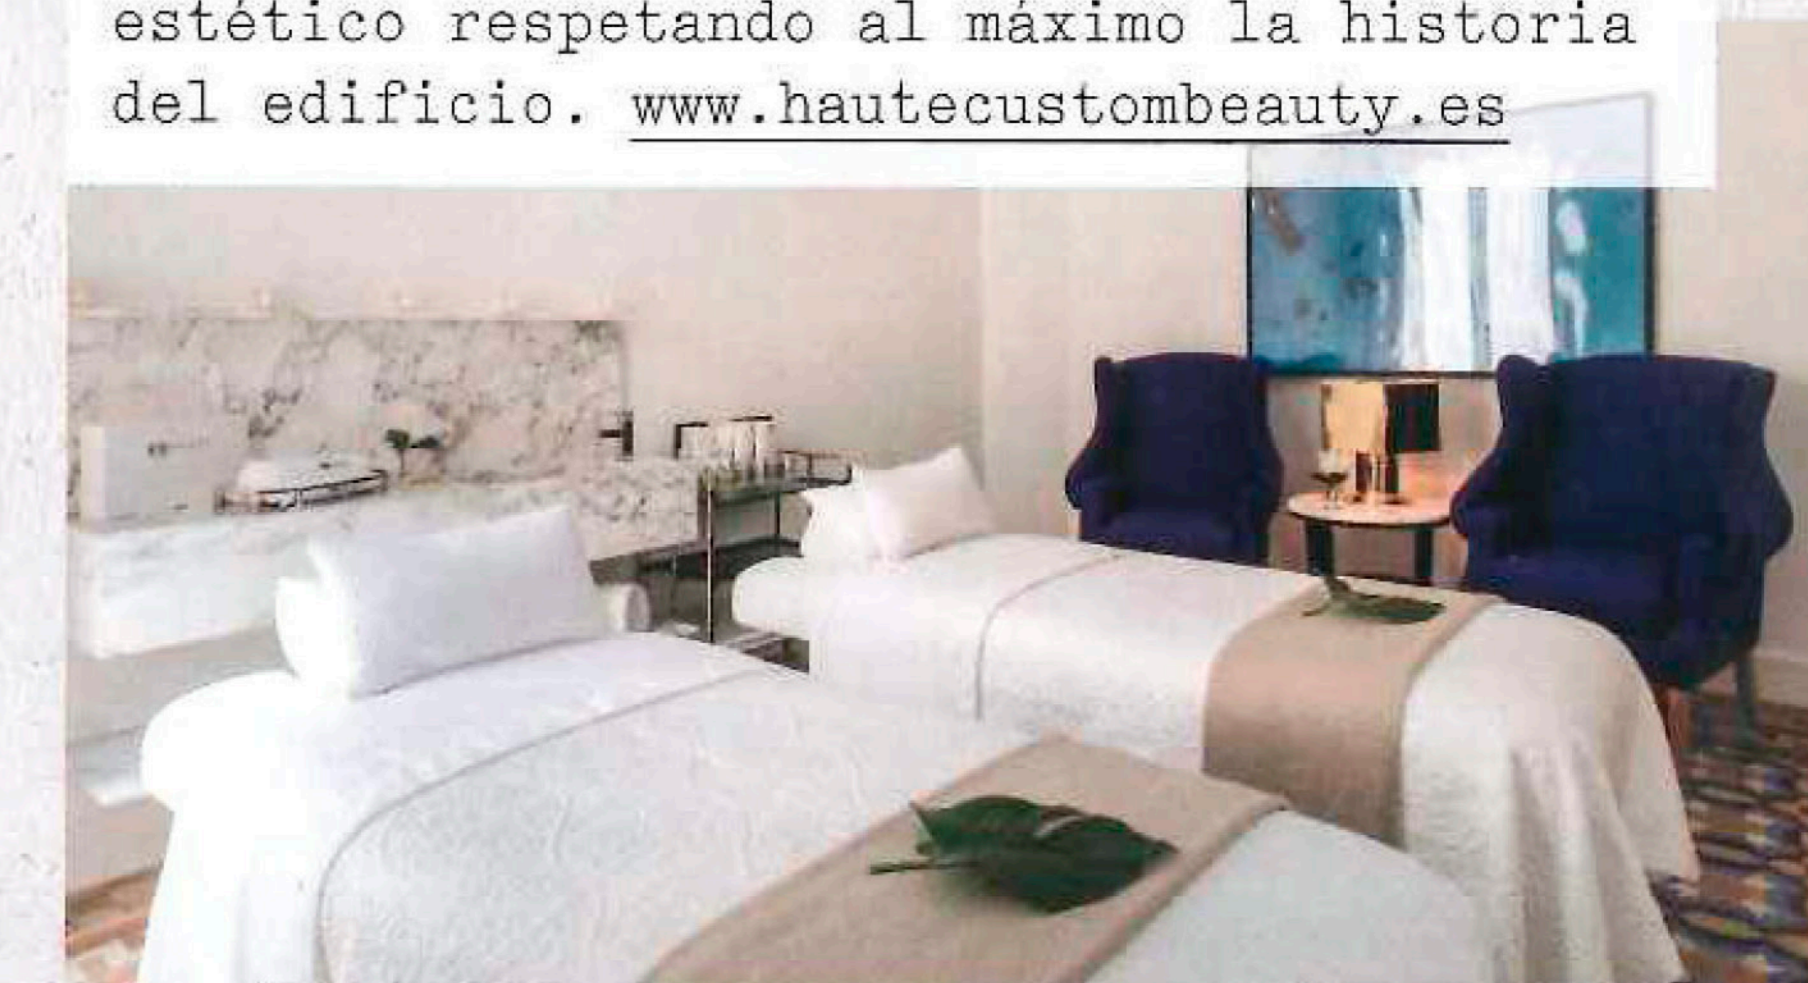 estético respetando al máximo la historia
del edificio. www.hautecustombeauty.es